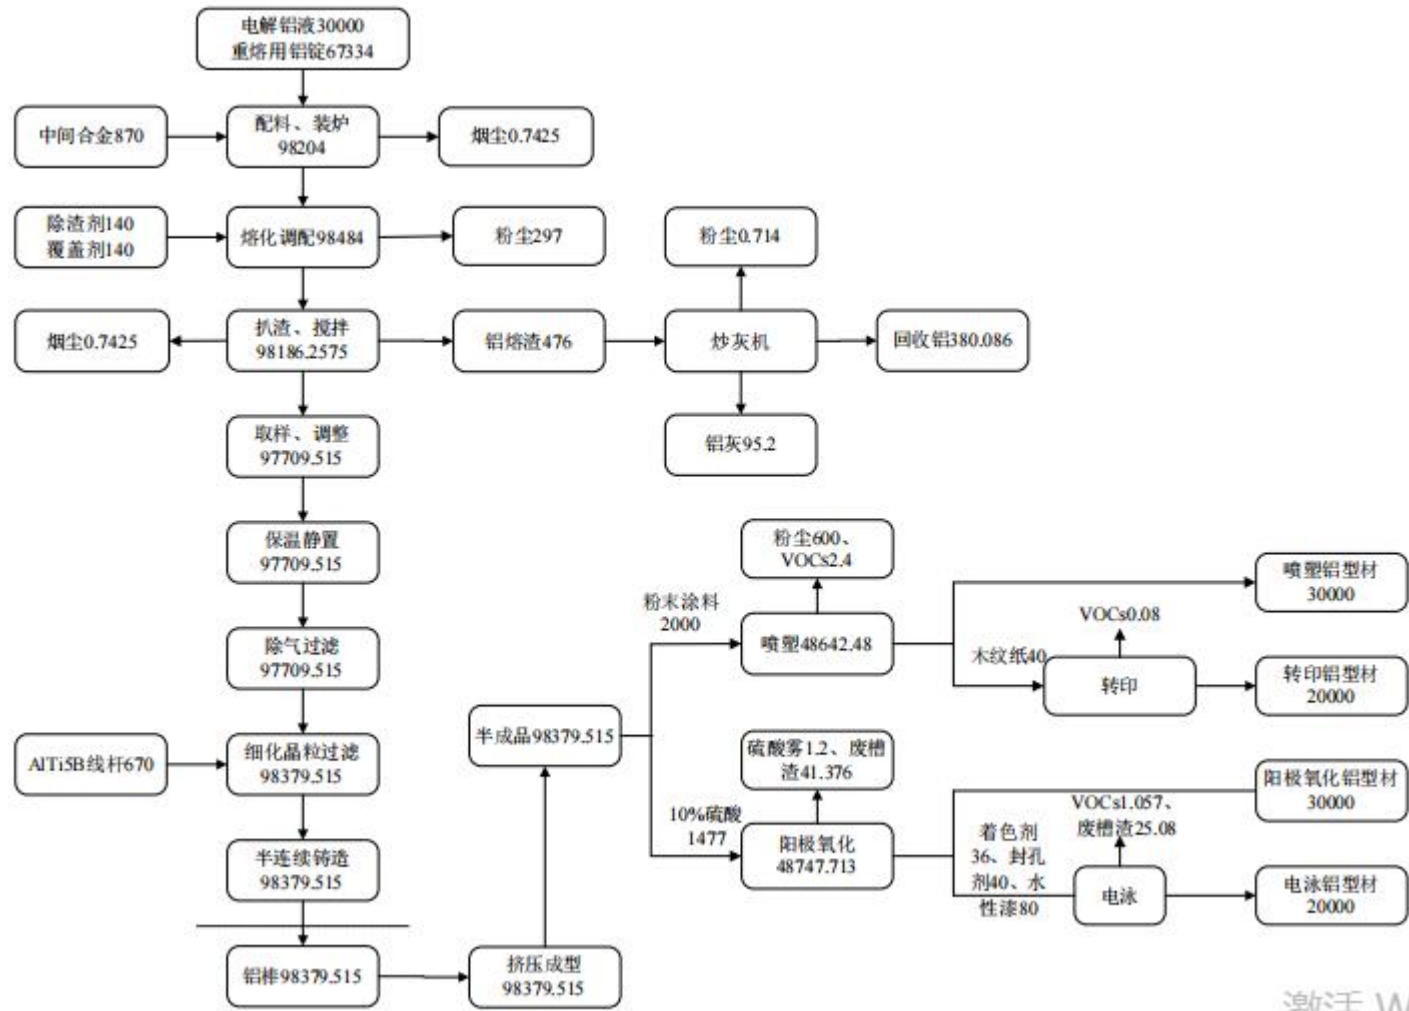 电解铝液30000
重熔用铝锭67334
中间合金870
配料、装炉
98204
烟尘0.7425
除渣剂140
覆盖剂140
熔化调配98484
粉尘297
粉尘0.714
烟尘0.7425
扒渣、搅拌
98186.2575
铝熔渣476
炒灰机
回收铝380.086
取样、调整
97709.515
铝灰95.2
保温静置
97709.515
粉尘600、
VOCs2.4
喷塑铝型材
30000
粉末涂料
2000
喷塑48642.48
VOCs0.08
木纹纸40
转印
转印铝型材
20000
除气过滤
97709.515
AlTi5B线杆670
细化晶粒过滤
98379.515
半成品98379.515
硫酸雾1.2、废槽
渣41.376
阳极氧化铝型材
30000
10%硫酸
1477
阳极氧化
48747.713
VOCs1.057、
废槽渣25.08
着色剂
36、封孔
剂40、水
性漆80
电泳
电泳铝型材
20000
半连续铸造
98379.515
铝棒98379.515
挤压成型
98379.515
激活 W